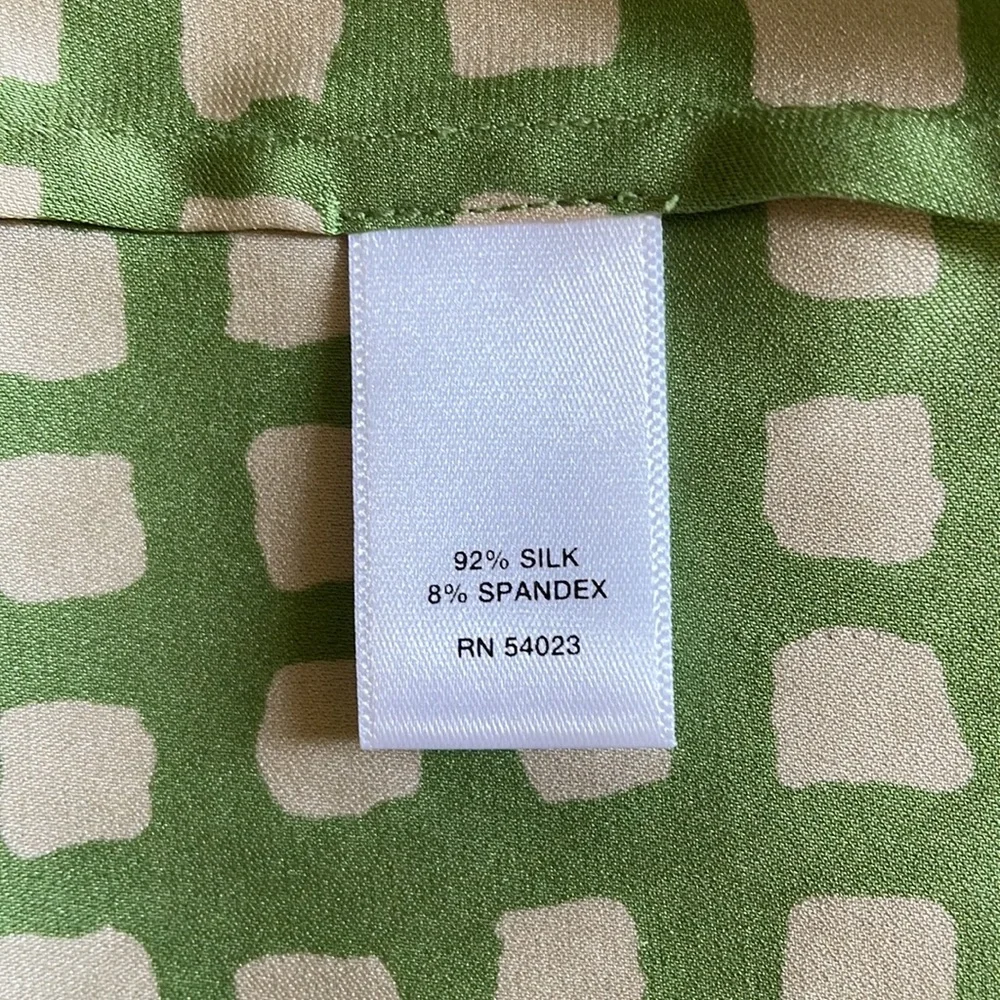 92% SILK
8% SPANDEX
RN 54023